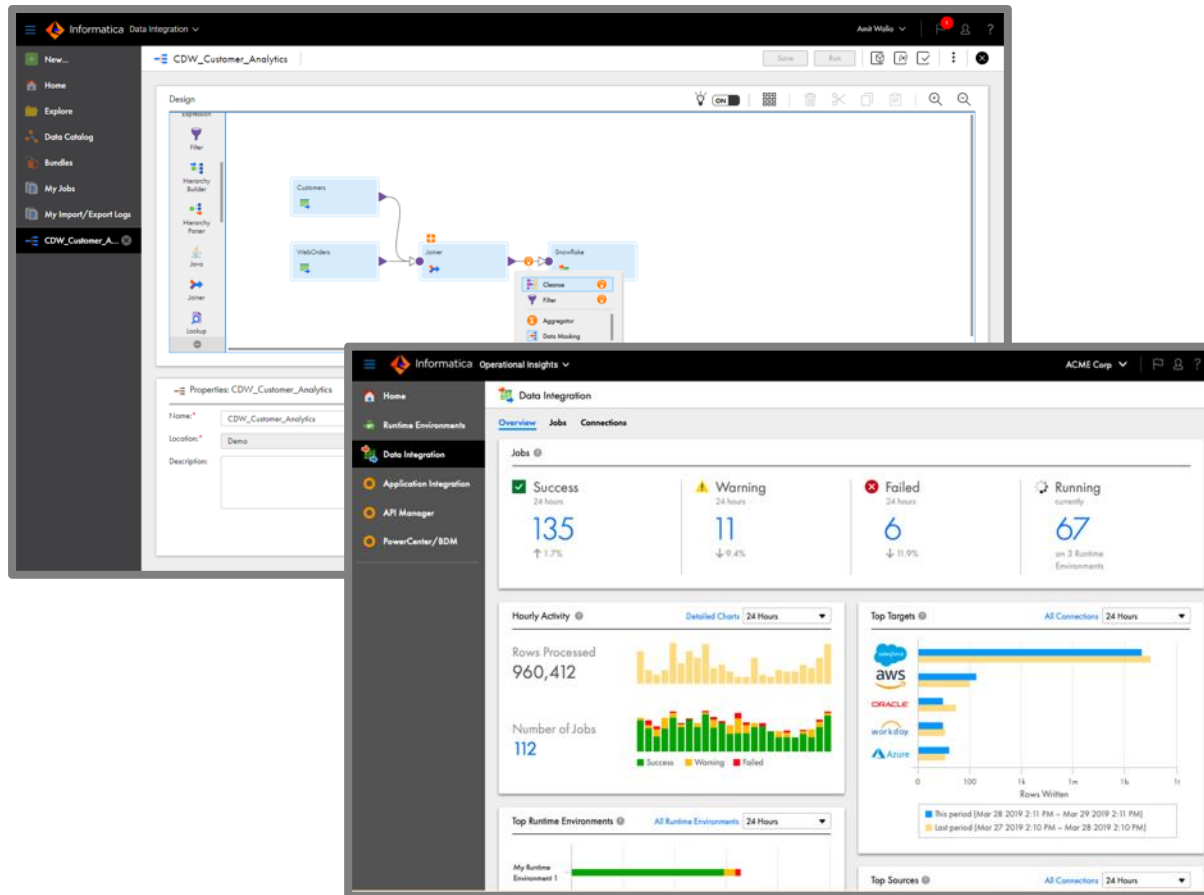 Informatica Data Integration
Amit Walia
1
?
New...
Home
Explore
Data Catalog
Bundles
My Jobs
My Import/Export Logs
CDW_Customer_A...
CDW_Customer_Analytics
Save
Run
Design
ON
Expression
Filter
Hierarchy
Builder
Hierarchy
Parser
Java
Joiner
Lookup
Customers
WebOrders
Joiner
Snowflake
Cleanse
Filter
Aggregator
Data Masking
Properties: CDW_Customer_Analytics
Name:* CDW_Customer_Analytics
Location:* Demo
Description:
Informatica Operational Insights
ACME Corp
?
Home
Runtime Environments
Data Integration
Application Integration
API Manager
PowerCenter/BDM
Data Integration
Overview Jobs Connections
Jobs
Success
24 hours
135
↑ 1.7%
Warning
24 hours
11
↓ 9.4%
Failed
24 hours
6
↓ 11.9%
Running
currently
67
on 3 Runtime
Environments
Hourly Activity Detailed Charts 24 Hours
Rows Processed
960,412
Number of Jobs
112
Success Warning Failed
Top Targets All Connections 24 Hours
salesforce
aws
ORACLE
workday.
Azure
0 100 1k 1m 1b 1t
Rows Written
This period (Mar 28 2019 2:11 PM – Mar 29 2019 2:11 PM)
Last period (Mar 27 2019 2:10 PM – Mar 28 2019 2:10 PM)
Top Runtime Environments All Runtime Environments 24 Hours
My Runtime
Environment 1
Top Sources All Connections 24 Hours